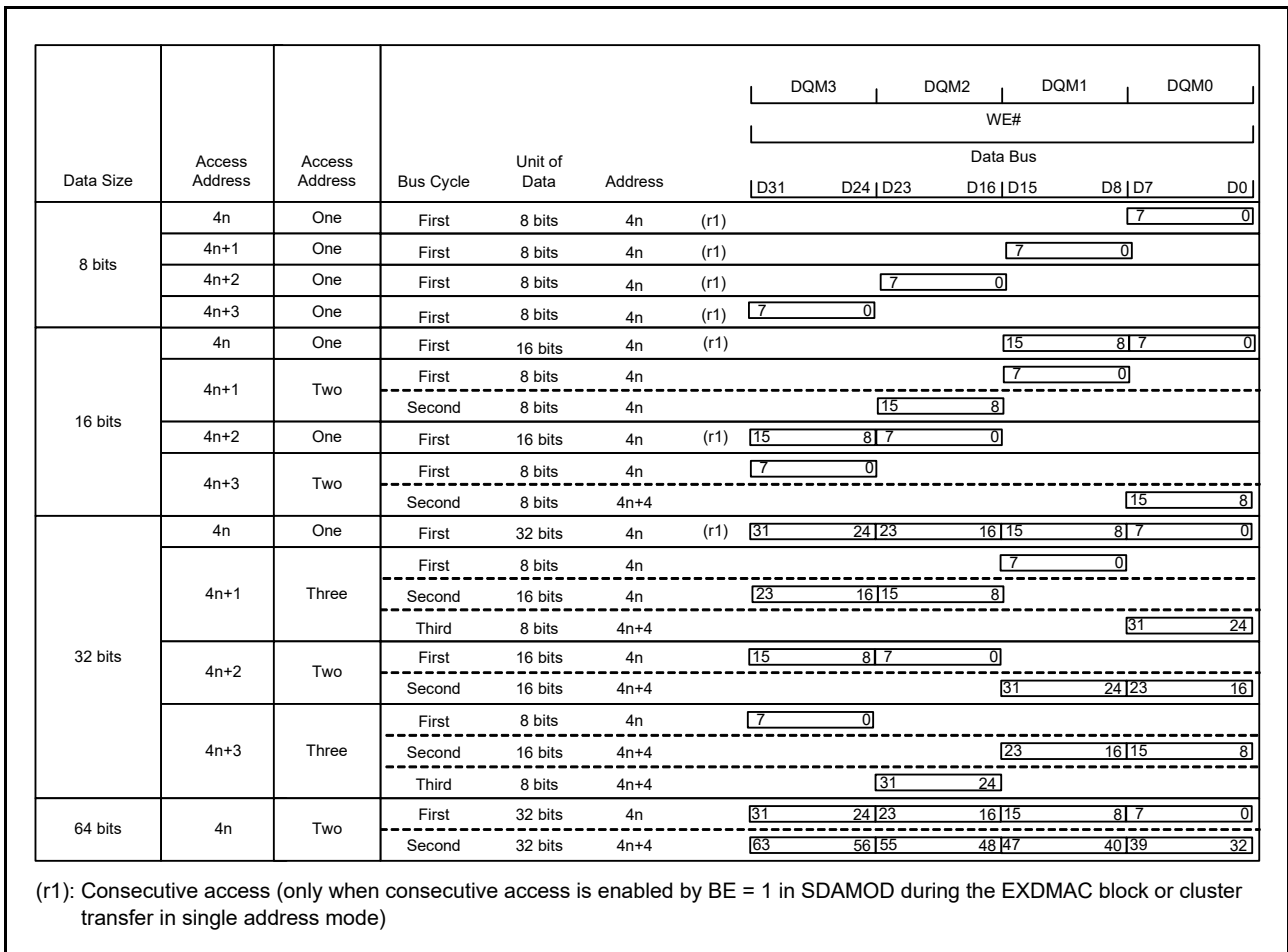 DQM3 DQM2 DQM1 DQM0
WE#
Data Bus
Data Size Access Address Access Address Bus Cycle Unit of Data Address D31 D24 D23 D16 D15 D8 D7 D0
8 bits 4n One First 8 bits 4n (r1) 7 0
4n+1 One First 8 bits 4n (r1) 7 0
4n+2 One First 8 bits 4n (r1) 7 0
4n+3 One First 8 bits 4n (r1) 7 0
16 bits 4n One First 16 bits 4n (r1) 15 8 7 0
4n+1 Two First 8 bits 4n 7 0
Second 8 bits 4n 15 8
4n+2 One First 16 bits 4n (r1) 15 8 7 0
4n+3 Two First 8 bits 4n 7 0
Second 8 bits 4n+4 15 8
32 bits 4n One First 32 bits 4n (r1) 31 24 23 16 15 8 7 0
4n+1 Three First 8 bits 4n 7 0
Second 16 bits 4n 23 16 15 8
Third 8 bits 4n+4 31 24
4n+2 Two First 16 bits 4n 15 8 7 0
Second 16 bits 4n+4 31 24 23 16
4n+3 Three First 8 bits 4n 7 0
Second 16 bits 4n+4 23 16 15 8
Third 8 bits 4n+4 31 24
64 bits 4n Two First 32 bits 4n 31 24 23 16 15 8 7 0
Second 32 bits 4n+4 63 56 55 48 47 40 39 32
(r1): Consecutive access (only when consecutive access is enabled by BE = 1 in SDAMOD during the EXDMAC block or cluster
transfer in single address mode)